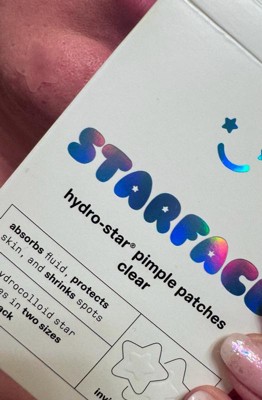 STARFACE
hydro-star® pimple patches
clear
absorbs fluid, protects
skin, and shrinks spots
hydrocolloid star
in two sizes